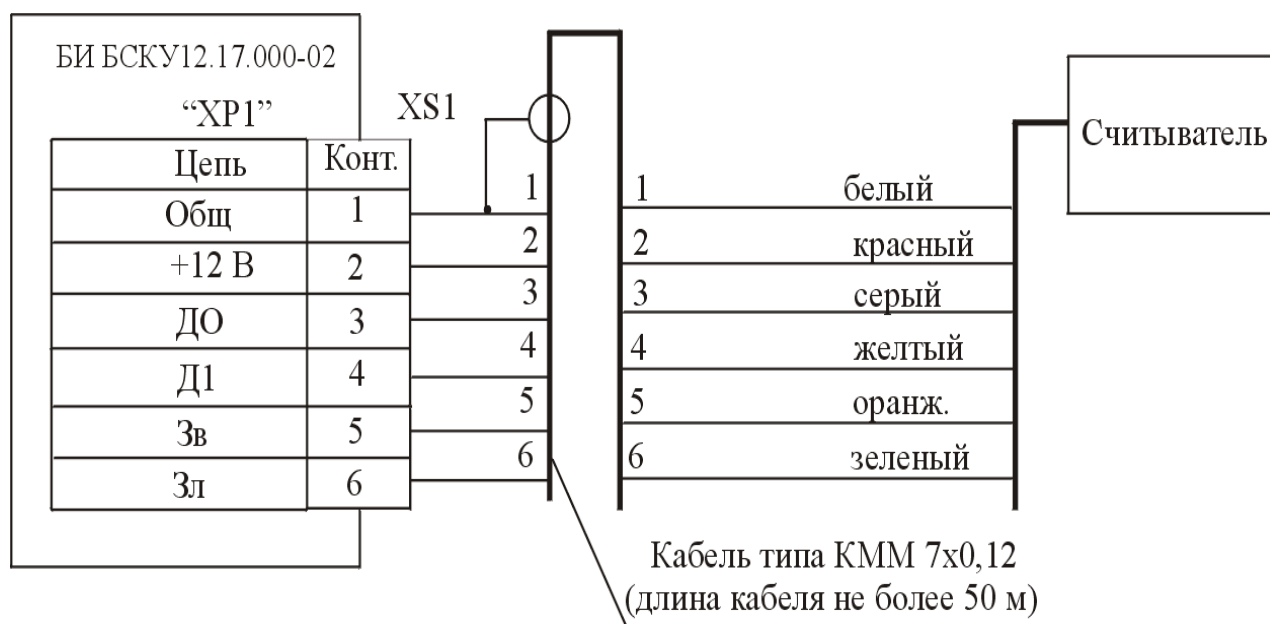 БИ БСКУ12.17.000-02
“XP1”
XS1
Считыватель
Цепь Конт.
Общ 1 1 1 белый
+12 В 2 2 2 красный
ДО 3 3 3 серый
Д1 4 4 4 желтый
Зв 5 5 5 оранж.
Зл 6 6 6 зеленый
Кабель типа КММ 7х0,12
(длина кабеля не более 50 м)